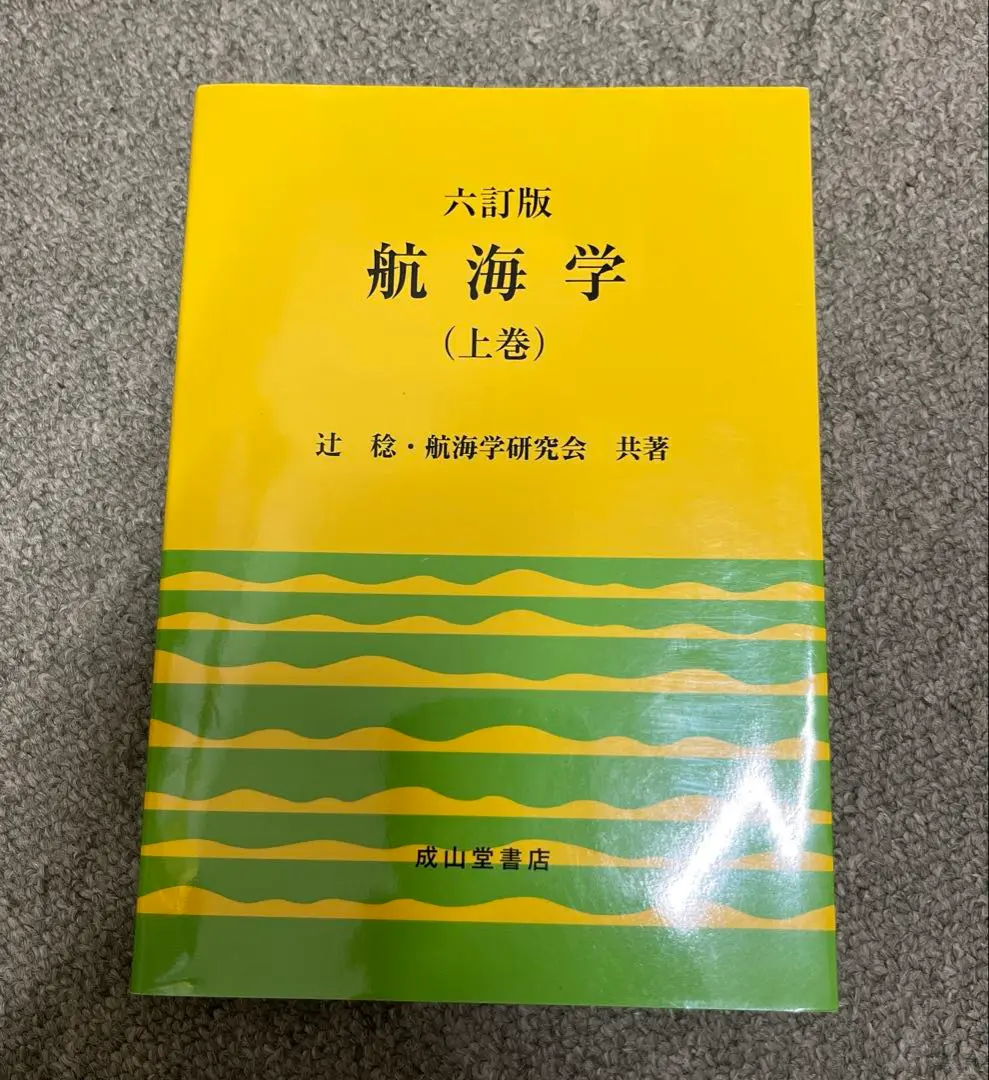 六訂版
航海学
(上巻)
辻 稔・航海学研究会 共著
成山堂書店